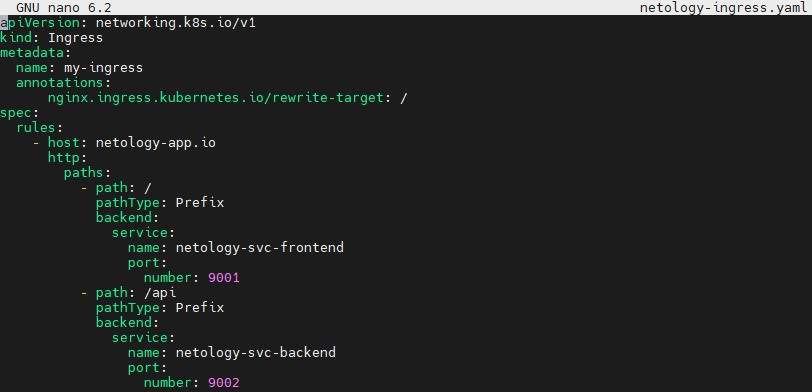 GNU nano 6.2 netology-ingress.yaml
apiVersion: networking.k8s.io/v1
kind: Ingress
metadata:
  name: my-ingress
  annotations:
      nginx.ingress.kubernetes.io/rewrite-target: /
spec:
  rules:
    - host: netology-app.io
      http:
        paths:
          - path: /
            pathType: Prefix
            backend:
              service:
                name: netology-svc-frontend
                port:
                  number: 9001
          - path: /api
            pathType: Prefix
            backend:
              service:
                name: netology-svc-backend
                port:
                  number: 9002